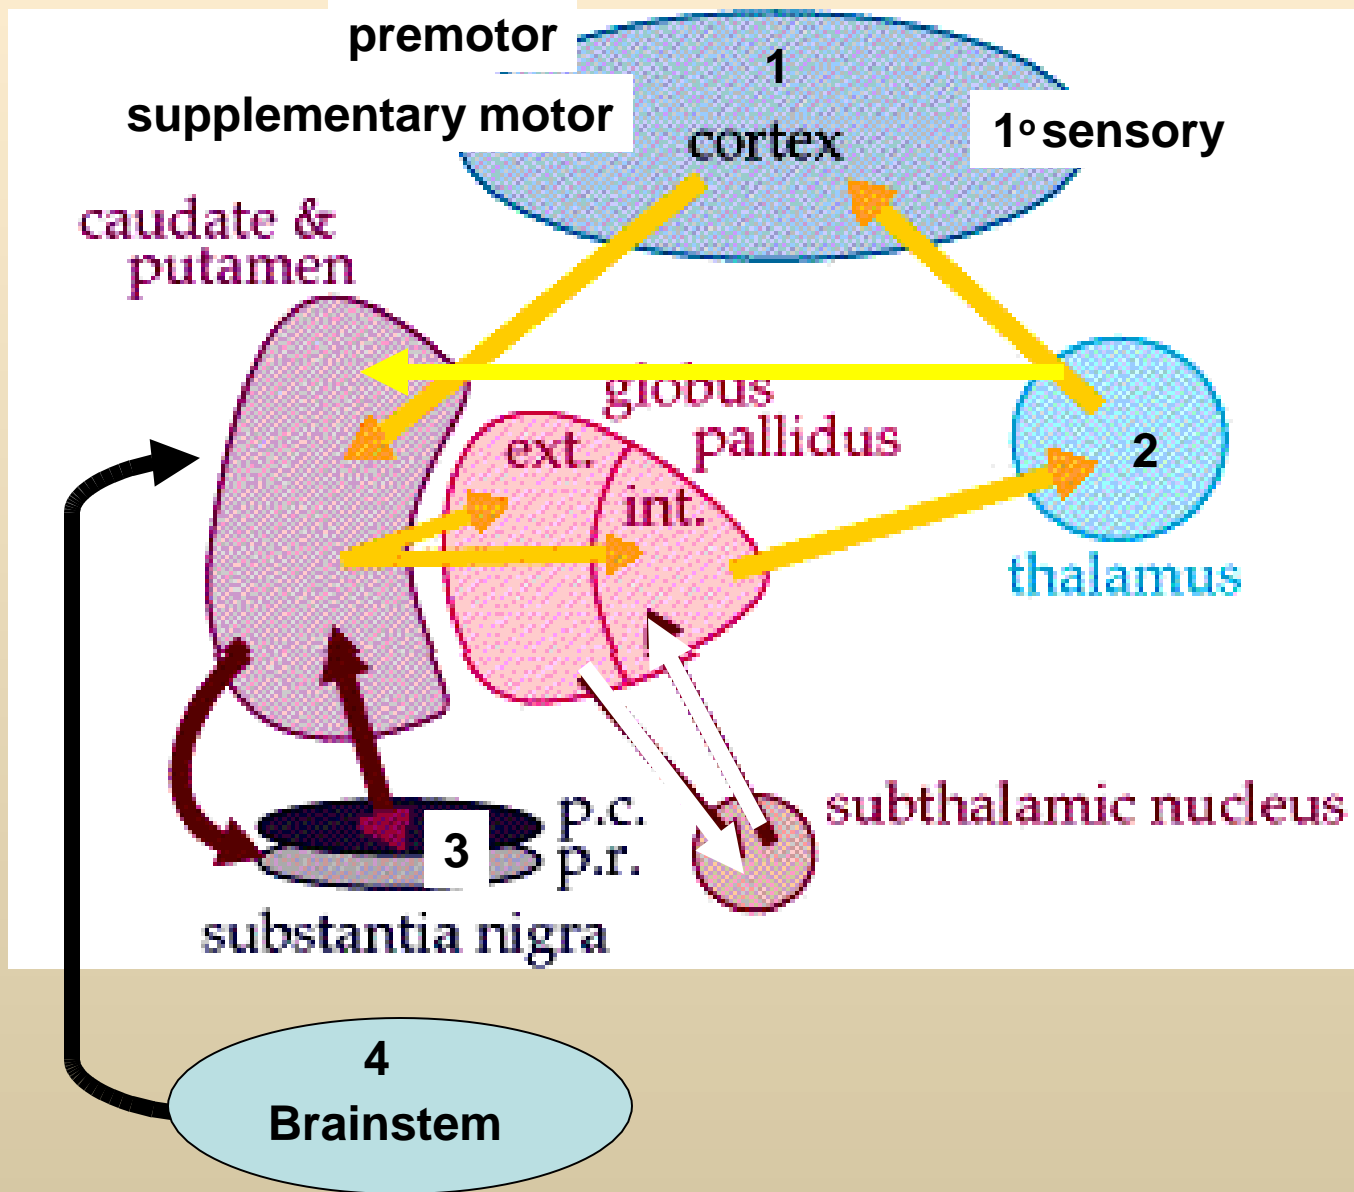 premotor
1
supplementary motor
cortex
1o sensory
caudate &
putamen
globus
pallidus
ext.
int.
2
thalamus
p.c.
3
p.r.
subthalamic nucleus
substantia nigra
4
Brainstem